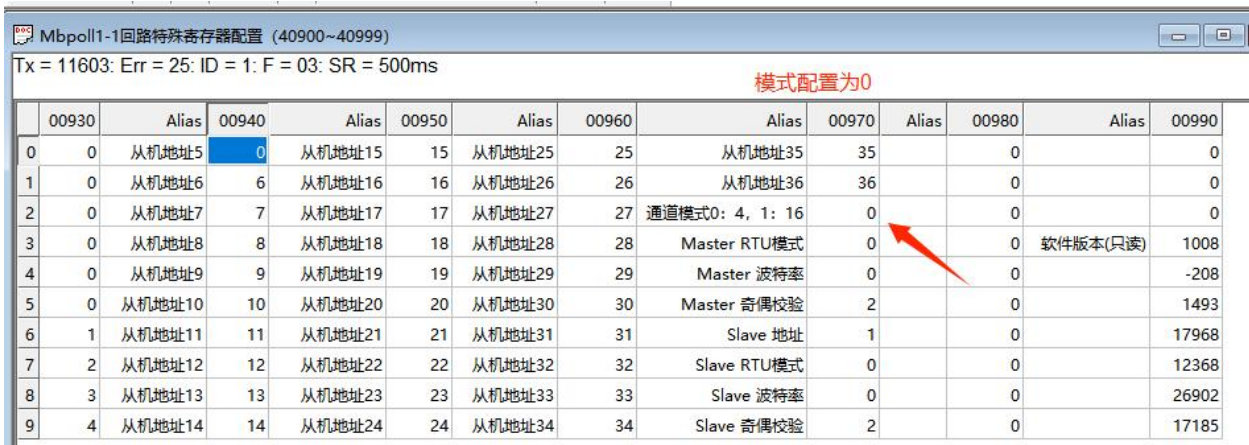 Mbpoll1-1回路特殊寄存器配置（40900~40999）
Tx = 11603: Err = 25: ID = 1: F = 03: SR = 500ms
模式配置为0
00930 Alias 00940 Alias 00950 Alias 00960 Alias 00970 Alias 00980 Alias 00990
0 0 从机地址5 0 从机地址15 15 从机地址25 25 从机地址35 35 0 0
1 0 从机地址6 6 从机地址16 16 从机地址26 26 从机地址36 36 0 0
2 0 从机地址7 7 从机地址17 17 从机地址27 27 通道模式0：4，1：16 0 0 0
3 0 从机地址8 8 从机地址18 18 从机地址28 28 Master RTU模式 0 0 软件版本(只读) 1008
4 0 从机地址9 9 从机地址19 19 从机地址29 29 Master 波特率 0 0 -208
5 0 从机地址10 10 从机地址20 20 从机地址30 30 Master 奇偶校验 2 0 1493
6 1 从机地址11 11 从机地址21 21 从机地址31 31 Slave 地址 1 0 17968
7 2 从机地址12 12 从机地址22 22 从机地址32 32 Slave RTU模式 0 0 12368
8 3 从机地址13 13 从机地址23 23 从机地址33 33 Slave 波特率 0 0 26902
9 4 从机地址14 14 从机地址24 24 从机地址34 34 Slave 奇偶校验 2 0 17185